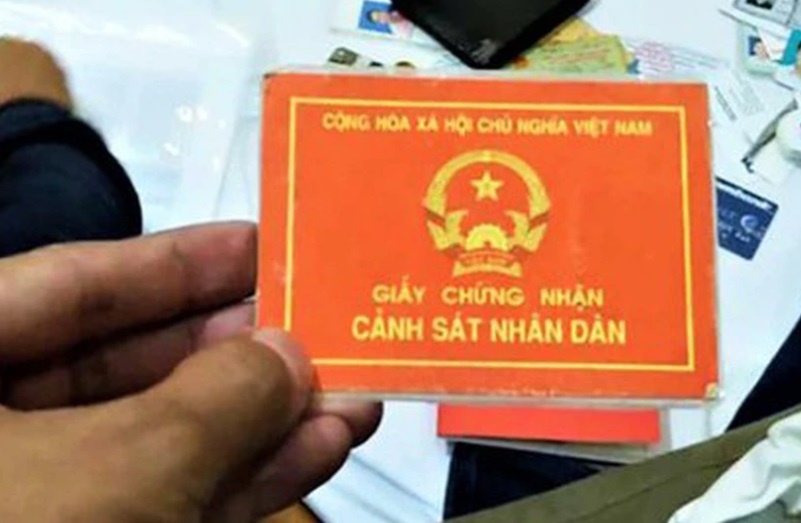 CỘNG HÒA XÃ HỘI CHỦ NGHĨA VIỆT NAM
GIẤY CHỨNG NHẬN
CẢNH SÁT NHÂN DÂN